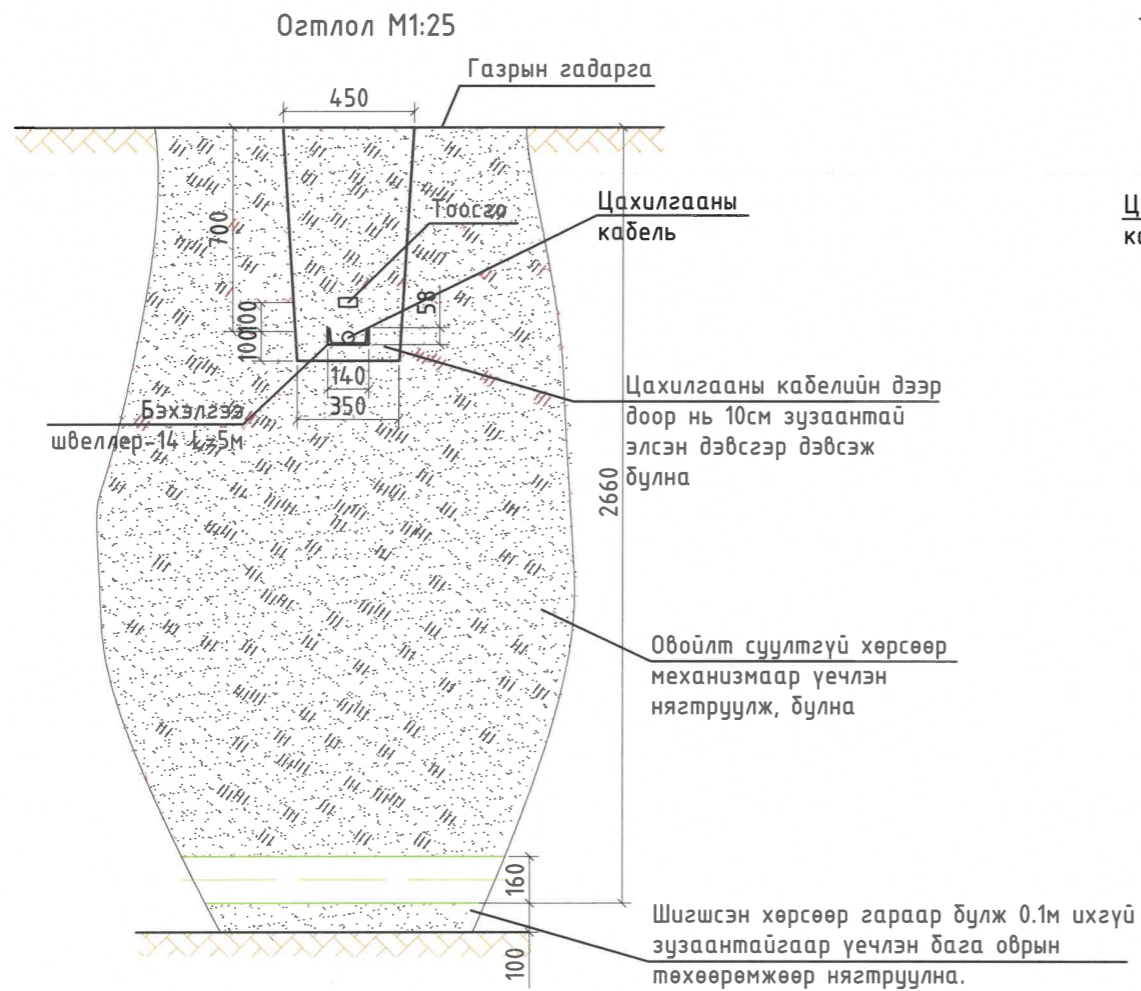 Огтлол М1:25
Газрын гадарга
450
700
Тоосго
Цахилгааны
кабель
58
100
100
140
350
Бэхэлгээ
швеллер-14 L=5м
Цахилгааны кабелийн дээр
доор нь 10см зузаантай
элсэн дэвсгэр дэвсэж
булна
2660
Овойлт суултгүй хөрсөөр
механизмаар үечлэн
нягтруулж, булна
160
Шигшсэн хөрсөөр гараар булж 0.1м ихгүй
зузаантайгаар үечлэн бага оврын
төхөөрөмжөөр нягтруулна.
100